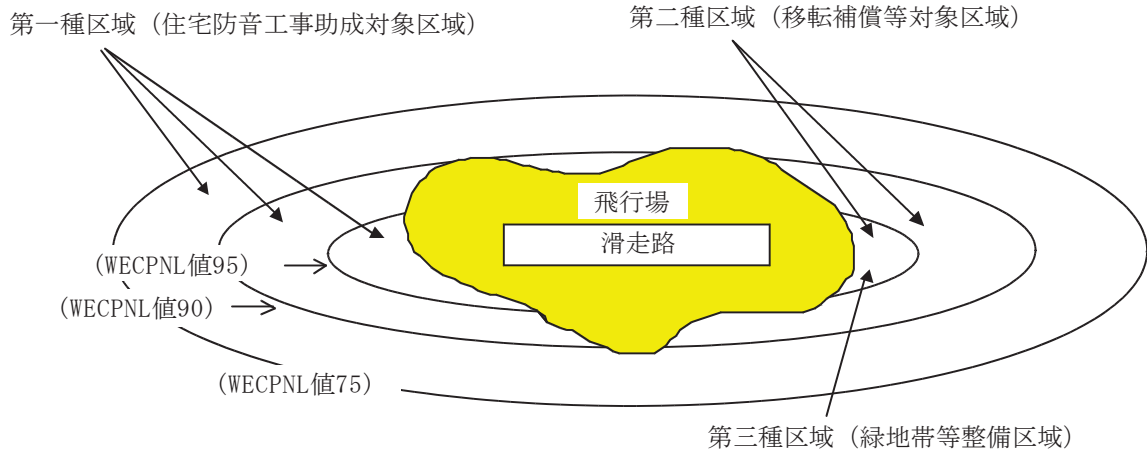 第一種区域（住宅防音工事助成対象区域）
第二種区域（移転補償等対象区域）
飛行場
滑走路
（WECPNL値95）
（WECPNL値90）
（WECPNL値75）
第三種区域（緑地帯等整備区域）